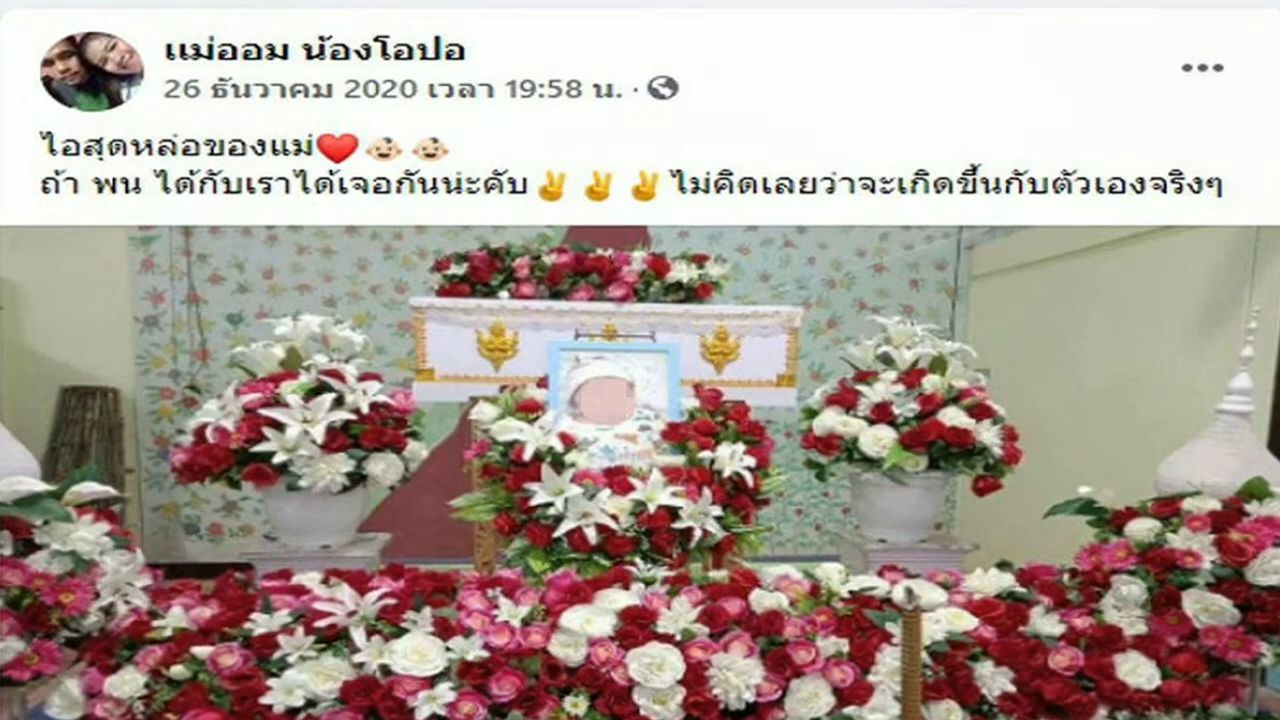 แม่ออม น้องโอปอ
26 ธันวาคม 2020 เวลา 19:58 น.
ไอสุดหล่อของแม่❤️👶🏻👶🏻
ถ้า พน ได้กับเราได้เจอกันน่ะคับ✌️✌️✌️ไม่คิดเลยว่าจะเกิดขึ้นกับตัวเองจริงๆ